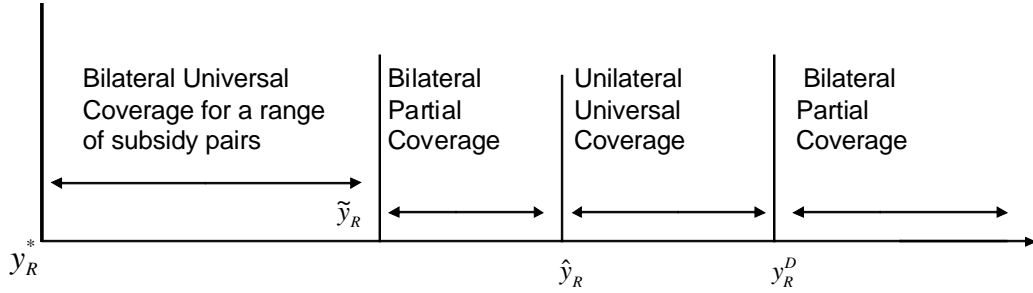 Bilateral Universal
Coverage for a range
of subsidy pairs
Bilateral
Partial
Coverage
Unilateral
Universal
Coverage
Bilateral
Partial
Coverage
ỹ_R
y*_R
ŷ_R
y^D_R